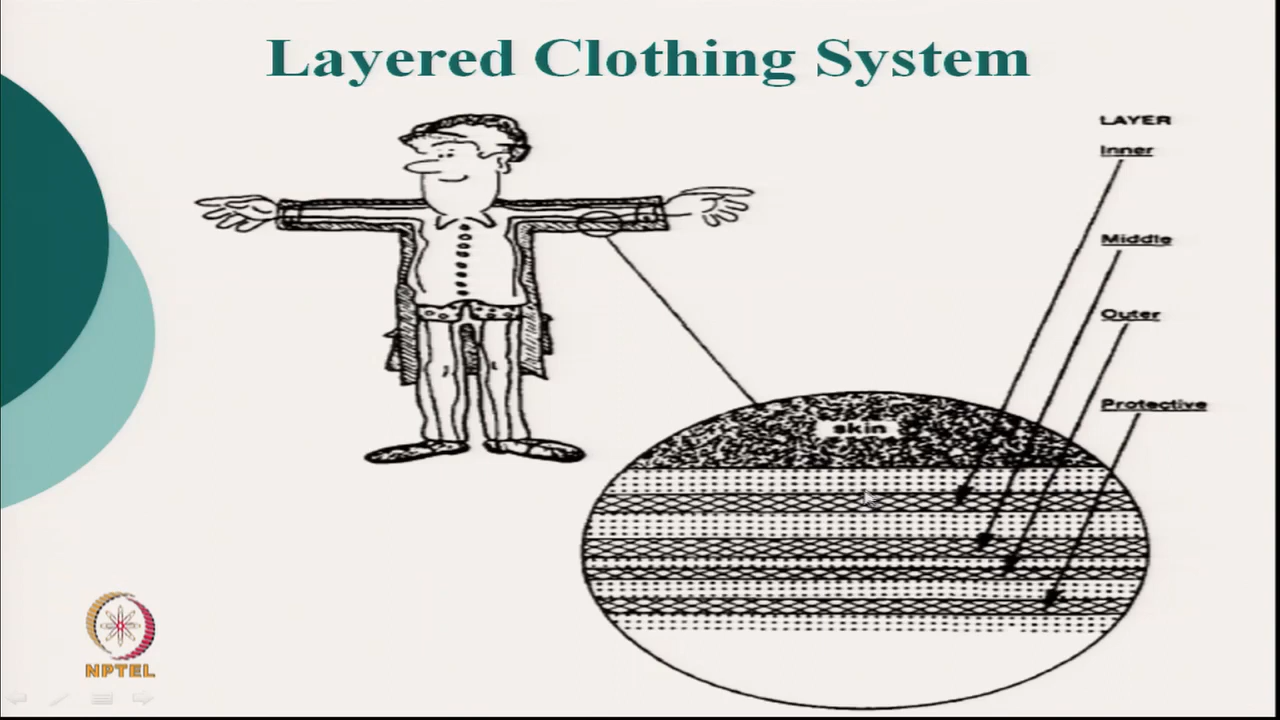 Layered Clothing System
LAYER
Inner
Middle
Outer
Protective
skin
NPTEL